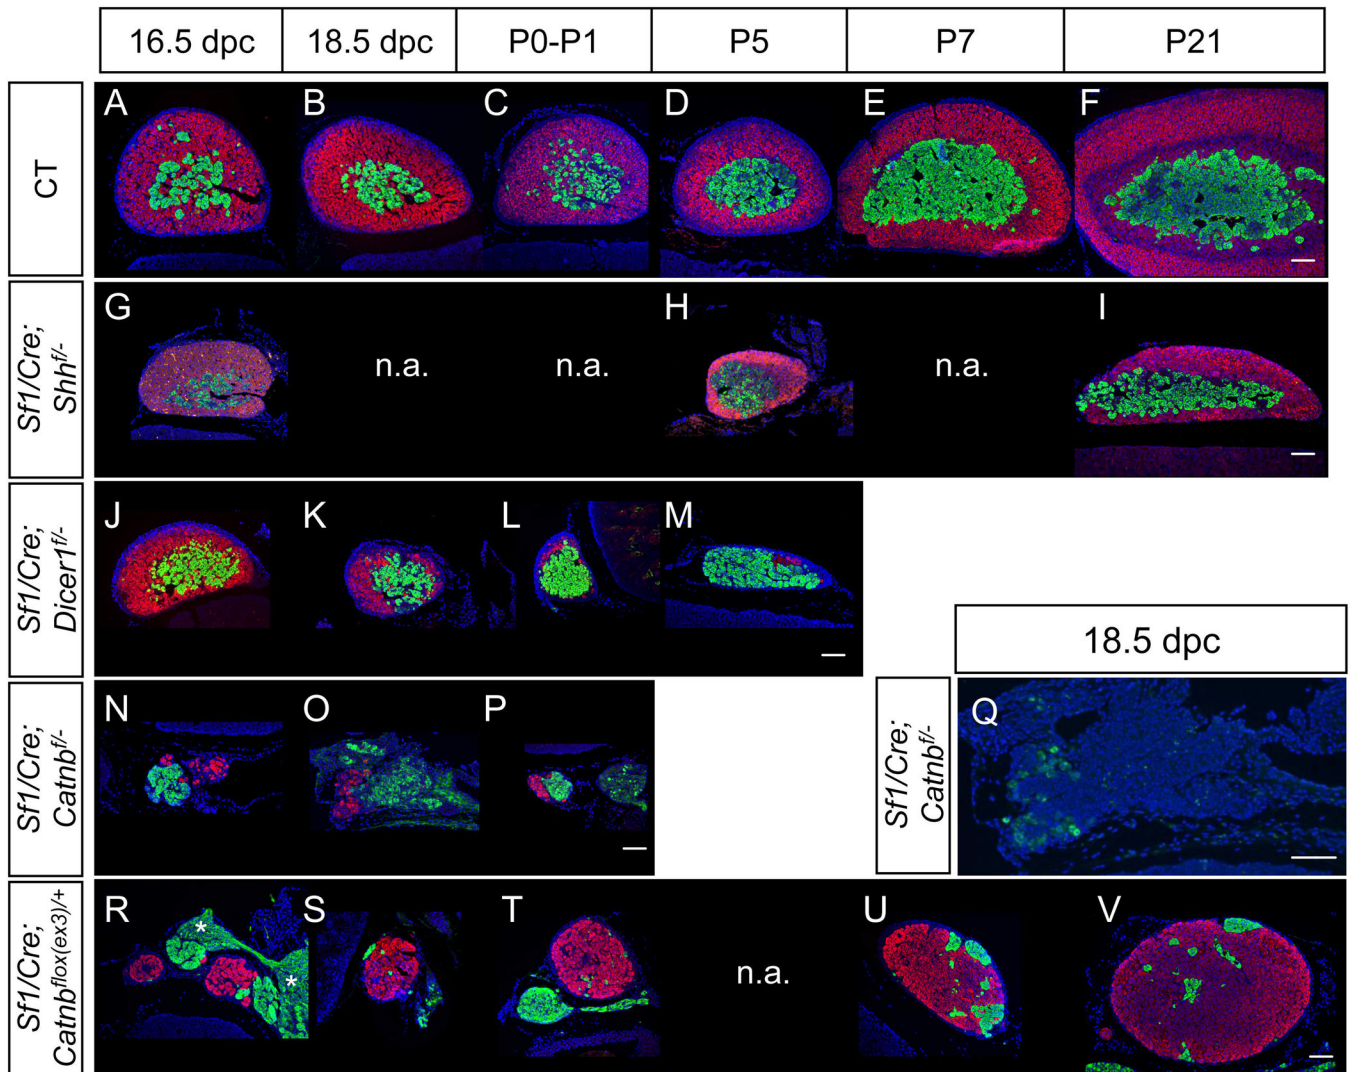 16.5 dpc 18.5 dpc P0-P1 P5 P7 P21
CT
A B C D E F
Sf1/Cre;
Shhf/-
G n.a. n.a. H n.a. I
Sf1/Cre;
Dicer1f/-
J K L M
18.5 dpc
Sf1/Cre;
Catnbf/-
N O P
Sf1/Cre;
Catnbf/-
Q
Sf1/Cre;
Catnbflox(ex3)/+
R * * S T n.a. U V